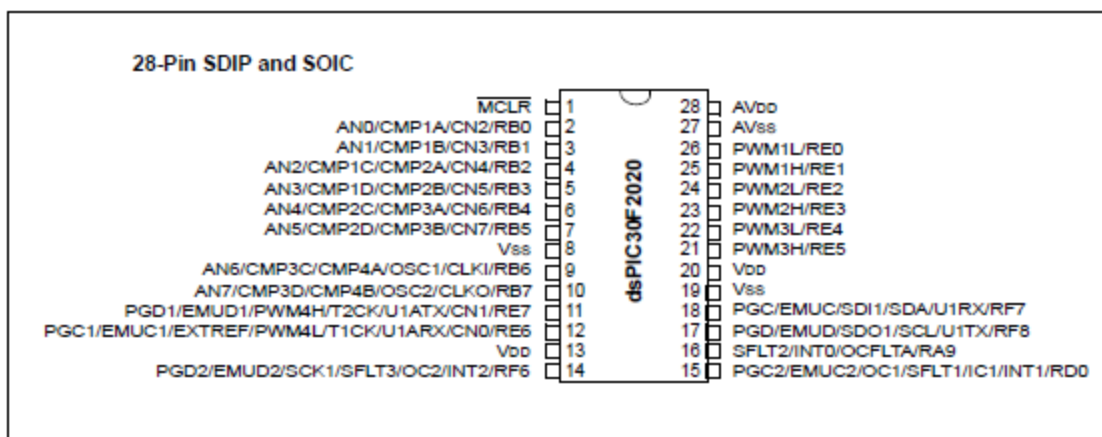 28-Pin SDIP and SOIC
MCLR 1 28 AVDD
AN0/CMP1A/CN2/RB0 2 27 AVSS
AN1/CMP1B/CN3/RB1 3 26 PWM1L/RE0
AN2/CMP1C/CMP2A/CN4/RB2 4 25 PWM1H/RE1
AN3/CMP1D/CMP2B/CN5/RB3 5 24 PWM2L/RE2
AN4/CMP2C/CMP3A/CN6/RB4 6 23 PWM2H/RE3
AN5/CMP2D/CMP3B/CN7/RB5 7 22 PWM3L/RE4
VSS 8 21 PWM3H/RE5
AN6/CMP3C/CMP4A/OSC1/CLKI/RB6 9 20 VDD
AN7/CMP3D/CMP4B/OSC2/CLKO/RB7 10 19 VSS
PGD1/EMUD1/PWM4H/T2CK/U1ATX/CN1/RE7 11 18 PGC/EMUC/SDI1/SDA/U1RX/RF7
PGC1/EMUC1/EXTREF/PWM4L/T1CK/U1ARX/CN0/RE6 12 17 PGD/EMUD/SDO1/SCL/U1TX/RF8
VDD 13 16 SFLT2/INT0/OCFLTA/RA9
PGD2/EMUD2/SCK1/SFLT3/OC2/INT2/RF6 14 15 PGC2/EMUC2/OC1/SFLT1/IC1/INT1/RD0
dsPIC30F2020